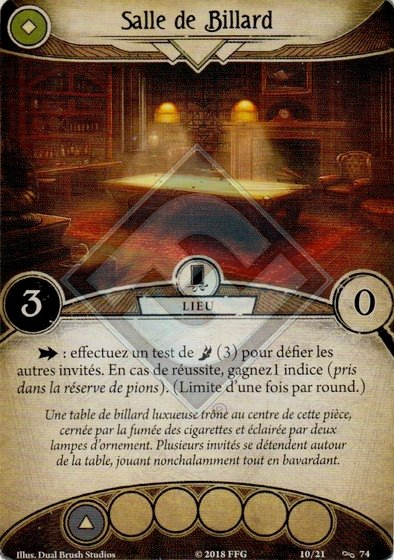 Salle de Billard
3
LIEU
0
: effectuez un test de (3) pour défier les
autres invités. En cas de réussite, gagnez1 indice (pris
dans la réserve de pions). (Limite d'une fois par round.)
Une table de billard luxueuse trône au centre de cette pièce,
cernée par la fumée des cigarettes et éclairée par deux
lampes d'ornement. Plusieurs invités se détendent autour
de la table, jouant nonchalamment tout en bavardant.
Illus. Dual Brush Studios © 2018 FFG 10/21 74